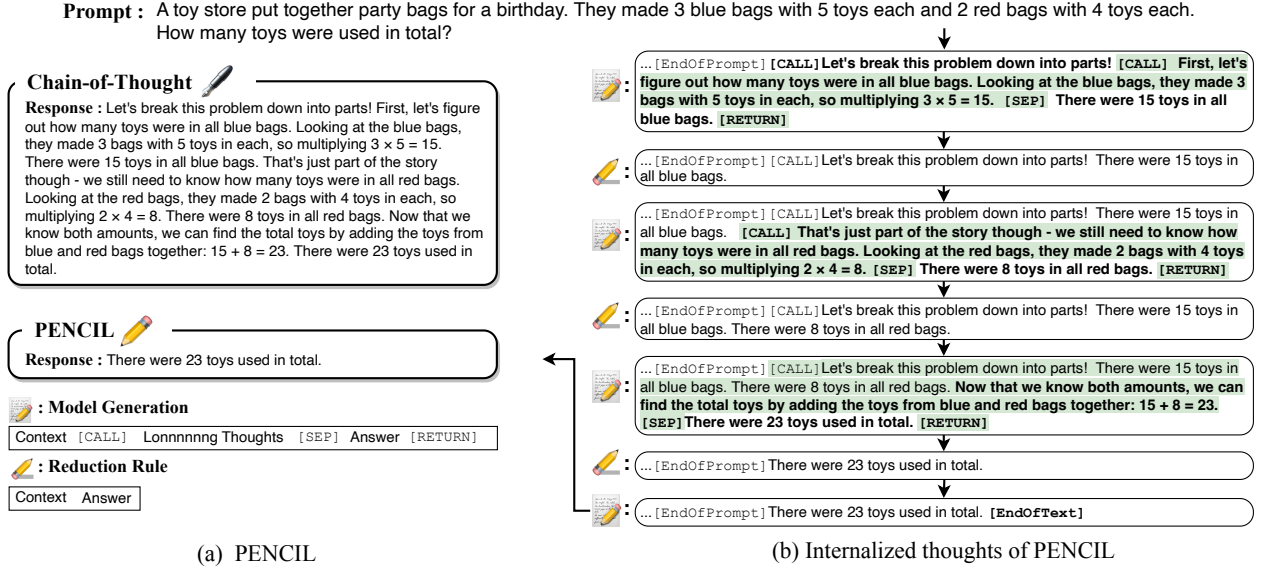 Prompt : A toy store put together party bags for a birthday. They made 3 blue bags with 5 toys each and 2 red bags with 4 toys each.
How many toys were used in total?
Chain-of-Thought
Response : Let's break this problem down into parts! First, let's figure
out how many toys were in all blue bags. Looking at the blue bags,
they made 3 bags with 5 toys in each, so multiplying 3 × 5 = 15.
There were 15 toys in all blue bags. That's just part of the story
though - we still need to know how many toys were in all red bags.
Looking at the red bags, they made 2 bags with 4 toys in each, so
multiplying 2 × 4 = 8. There were 8 toys in all red bags. Now that we
know both amounts, we can find the total toys by adding the toys from
blue and red bags together: 15 + 8 = 23. There were 23 toys used in
total.
PENCIL
Response : There were 23 toys used in total.
: Model Generation
Context [CALL] Lonnnnnng Thoughts [SEP] Answer [RETURN]
: Reduction Rule
Context Answer
(a) PENCIL
: ...[EndOfPrompt][CALL]Let's break this problem down into parts! [CALL] First, let's
figure out how many toys were in all blue bags. Looking at the blue bags, they made 3
bags with 5 toys in each, so multiplying 3 × 5 = 15. [SEP] There were 15 toys in all
blue bags. [RETURN]
: ...[EndOfPrompt][CALL]Let's break this problem down into parts! There were 15 toys in
all blue bags.
: ...[EndOfPrompt][CALL]Let's break this problem down into parts! There were 15 toys in
all blue bags. [CALL] That's just part of the story though - we still need to know how
many toys were in all red bags. Looking at the red bags, they made 2 bags with 4 toys
in each, so multiplying 2 × 4 = 8. [SEP] There were 8 toys in all red bags. [RETURN]
: ...[EndOfPrompt][CALL]Let's break this problem down into parts! There were 15 toys in
all blue bags. There were 8 toys in all red bags.
: ...[EndOfPrompt][CALL]Let's break this problem down into parts! There were 15 toys in
all blue bags. There were 8 toys in all red bags. Now that we know both amounts, we can
find the total toys by adding the toys from blue and red bags together: 15 + 8 = 23.
[SEP]There were 23 toys used in total. [RETURN]
: ...[EndOfPrompt]There were 23 toys used in total.
: ...[EndOfPrompt]There were 23 toys used in total. [EndOfText]
(b) Internalized thoughts of PENCIL